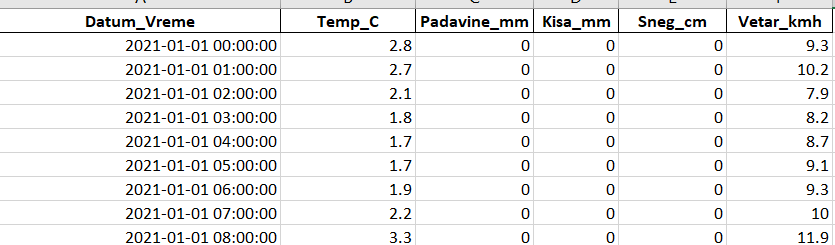 Datum_Vreme Temp_C Padavine_mm Kisa_mm Sneg_cm Vetar_kmh
2021-01-01 00:00:00 2.8 0 0 0 9.3
2021-01-01 01:00:00 2.7 0 0 0 10.2
2021-01-01 02:00:00 2.1 0 0 0 7.9
2021-01-01 03:00:00 1.8 0 0 0 8.2
2021-01-01 04:00:00 1.7 0 0 0 8.7
2021-01-01 05:00:00 1.7 0 0 0 9.1
2021-01-01 06:00:00 1.9 0 0 0 9.3
2021-01-01 07:00:00 2.2 0 0 0 10
2021-01-01 08:00:00 3.3 0 0 0 11.9